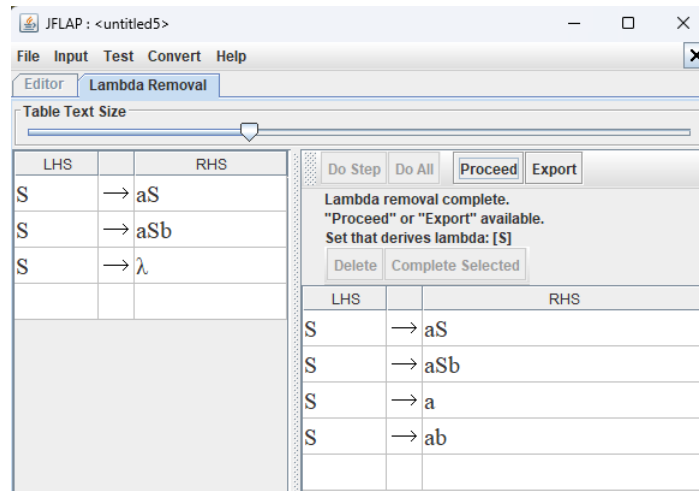 JFLAP : <untitled5>
File Input Test Convert Help
Editor Lambda Removal
Table Text Size
LHS RHS
S → aS
S → aSb
S → λ
Do Step Do All Proceed Export
Lambda removal complete.
"Proceed" or "Export" available.
Set that derives lambda: [S]
Delete Complete Selected
LHS RHS
S → aS
S → aSb
S → a
S → ab